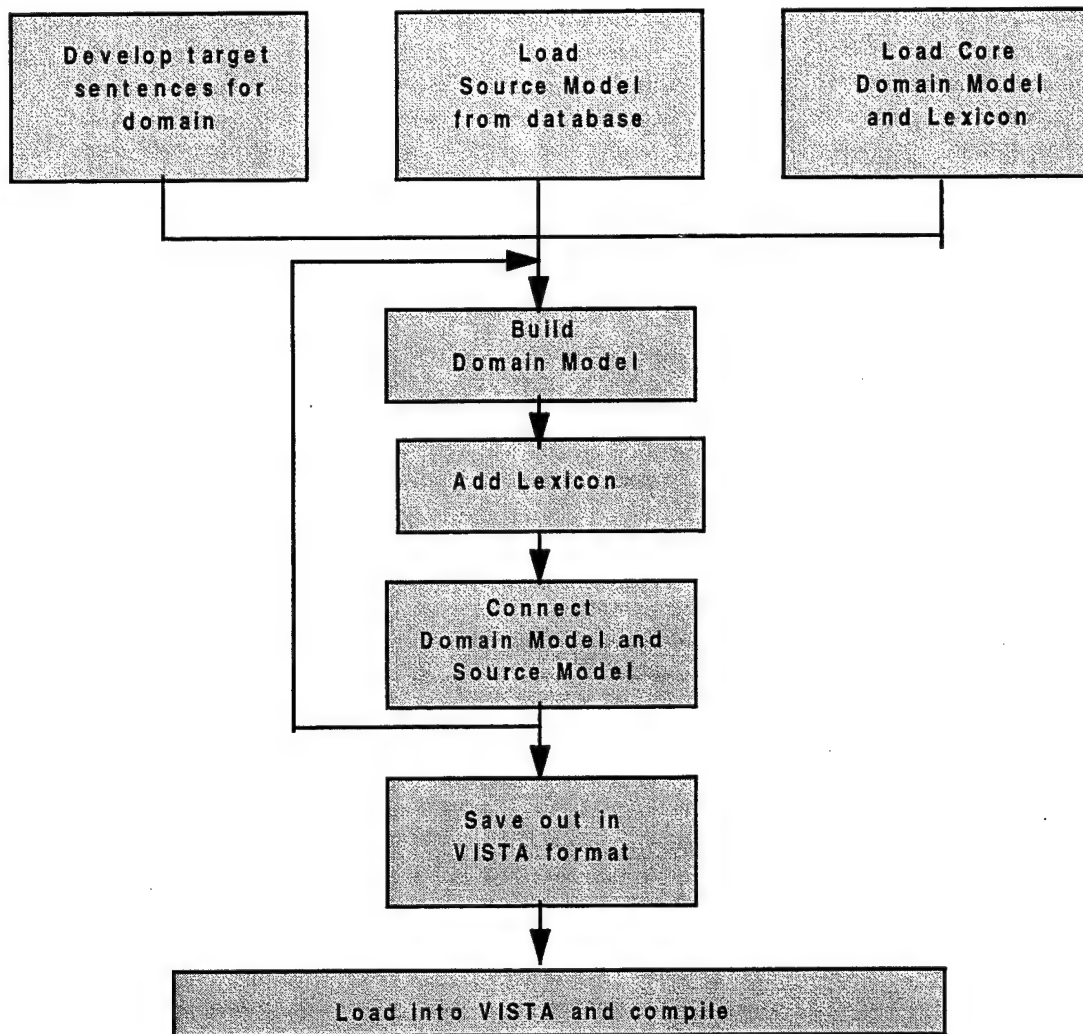 Develop target
sentences for
domain
Load
Source Model
from database
Load Core
Domain Model
and Lexicon
Build
Domain Model
Add Lexicon
Connect
Domain Model and
Source Model
Save out in
VISTA format
Load into VISTA and compile